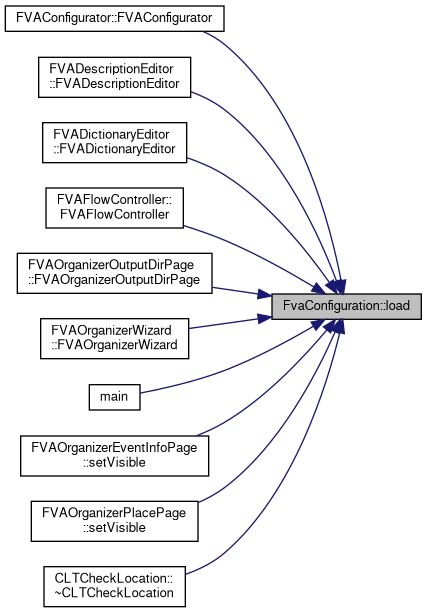 FVAConfigurator::FVAConfigurator
FVADescriptionEditor
::FVADescriptionEditor
FVADictionaryEditor
::FVADictionaryEditor
FVAFlowController::
FVAFlowController
FVAOrganizerOutputDirPage
::FVAOrganizerOutputDirPage
FvaConfiguration::load
FVAOrganizerWizard
::FVAOrganizerWizard
main
FVAOrganizerEventInfoPage
::setVisible
FVAOrganizerPlacePage
::setVisible
CLTCheckLocation::
~CLTCheckLocation